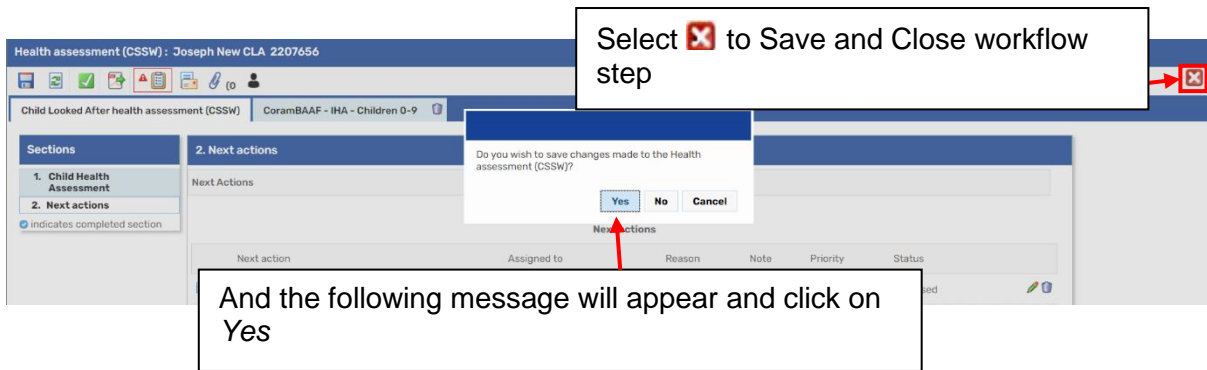 Select to Save and Close workflow
step
Health assessment (CSSW) : Joseph New CLA 2207656
(0
Child Looked After health assessment (CSSW) CoramBAAF - IHA - Children 0-9
Sections
1. Child Health
Assessment
2. Next actions
indicates completed section
2. Next actions
Next Actions
Do you wish to save changes made to the Health
assessment (CSSW)?
Yes No Cancel
Next actions
Next action Assigned to Reason Note Priority Status
sed
And the following message will appear and click on
Yes